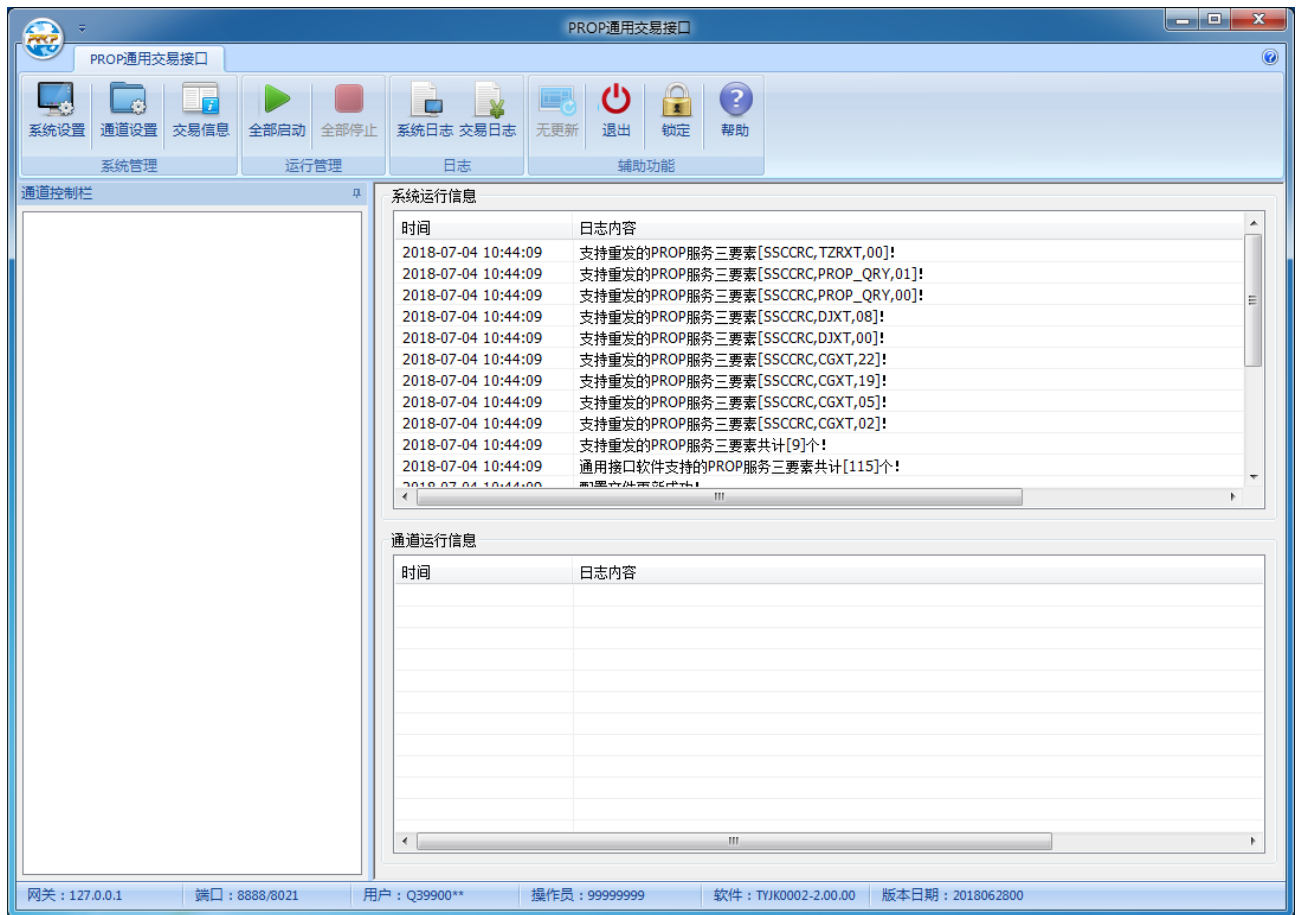 PROP通用交易接口
PROP
PROP通用交易接口
系统设置 通道设置 交易信息 全部启动 全部停止 系统日志 交易日志 无更新 退出 锁定 帮助
系统管理 运行管理 日志 辅助功能
通道控制栏
系统运行信息
时间 日志内容
2018-07-04 10:44:09 支持重发的PROP服务三要素[SSCCRC,TZRXT,00]!
2018-07-04 10:44:09 支持重发的PROP服务三要素[SSCCRC,PROP_QRY,01]!
2018-07-04 10:44:09 支持重发的PROP服务三要素[SSCCRC,PROP_QRY,00]!
2018-07-04 10:44:09 支持重发的PROP服务三要素[SSCCRC,DJXT,08]!
2018-07-04 10:44:09 支持重发的PROP服务三要素[SSCCRC,DJXT,00]!
2018-07-04 10:44:09 支持重发的PROP服务三要素[SSCCRC,CGXT,22]!
2018-07-04 10:44:09 支持重发的PROP服务三要素[SSCCRC,CGXT,19]!
2018-07-04 10:44:09 支持重发的PROP服务三要素[SSCCRC,CGXT,05]!
2018-07-04 10:44:09 支持重发的PROP服务三要素[SSCCRC,CGXT,02]!
2018-07-04 10:44:09 支持重发的PROP服务三要素共计[9]个!
2018-07-04 10:44:09 通用接口软件支持的PROP服务三要素共计[115]个!
2018-07-04 10:44:09 配置文件更新成功!
通道运行信息
时间 日志内容
网关：127.0.0.1 端口：8888/8021 用户：Q39900** 操作员：99999999 软件：TYJK0002-2.00.00 版本日期：2018062800